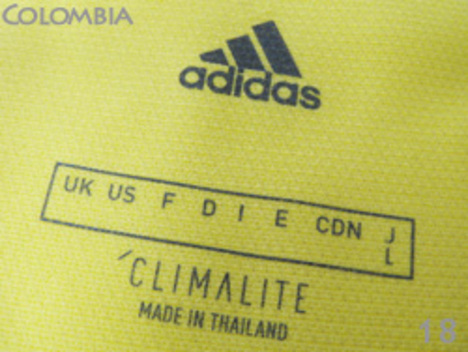 COLOMBIA
adidas
UK US F D I E CDN J
L
CLIMALITE
MADE IN THAILAND
18